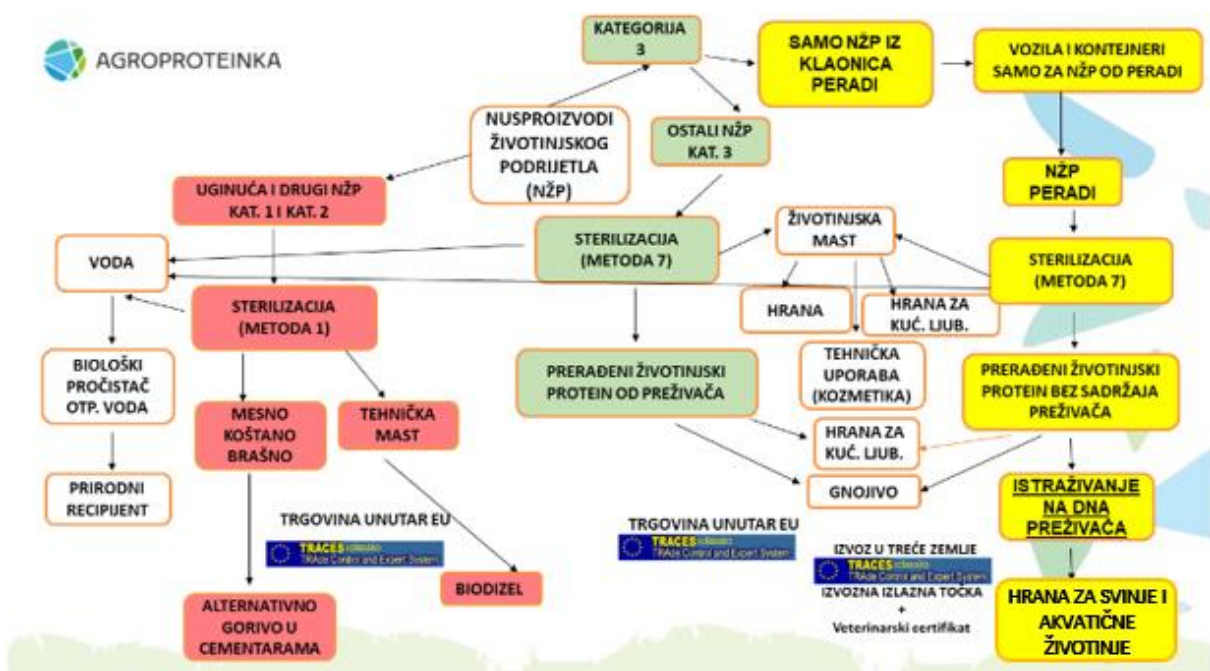 AGROPROTEINKA
KATEGORIJA
3
SAMO NŽP IZ
KLAONICA
PERADI
VOZILA I KONTEJNERI
SAMO ZA NŽP OD PERADI
NUSPROIZVODI
ŽIVOTINJSKOG
PODRIJETLA
(NŽP)
OSTALI NŽP
KAT. 3
NŽP
PERADI
UGINUĆA I DRUGI NŽP
KAT. 1 I KAT. 2
VODA
STERILIZACIJA
(METODA 7)
ŽIVOTINJSKA
MAST
STERILIZACIJA
(METODA 7)
STERILIZACIJA
(METODA 1)
HRANA
HRANA ZA
KUĆ. LJUB.
BIOLOŠKI
PROČISTAČ
OTP. VODA
PRERAĐENI ŽIVOTINJSKI
PROTEIN OD PREŽIVAČA
TEHNIČKA
UPORABA
(KOZMETIKA)
PRERAĐENI ŽIVOTINJSKI
PROTEIN BEZ SADRŽAJA
PREŽIVAČA
MESNO
KOŠTANO
BRAŠNO
TEHNIČKA
MAST
HRANA ZA
KUĆ. LJUB.
PRIRODNI
RECIPIJENT
GNOJIVO
ISTRAŽIVANJE
NA DNA
PREŽIVAČA
TRGOVINA UNUTAR EU
TRACES
TRAde Control and Expert System
TRGOVINA UNUTAR EU
TRACES
TRAde Control and Expert System
IZVOZ U TREĆE ZEMLJE
TRACES
TRAde Control and Expert System
IZVOZNA IZLAZNA TOČKA
+
Veterinarski certifikat
BIODIZEL
ALTERNATIVNO
GORIVO U
CEMENTARAMA
HRANA ZA SVINJE I
AKVATIČNE
ŽIVOTINJE